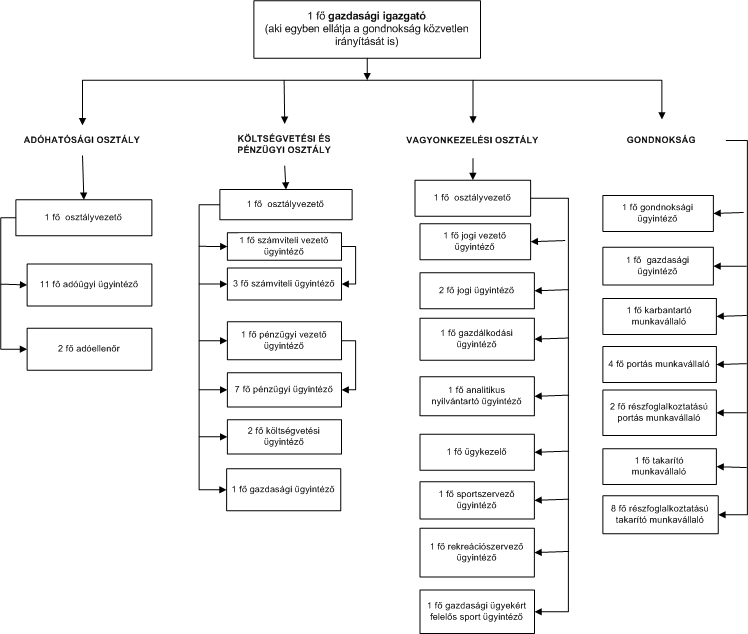 1 fő gazdasági igazgató
(aki egyben ellátja a gondnokság közvetlen
irányítását is)
ADÓHATÓSÁGI OSZTÁLY
1 fő osztályvezető
11 fő adóügyi ügyintéző
2 fő adóellenőr
KÖLTSÉGVETÉSI ÉS
PÉNZÜGYI OSZTÁLY
1 fő osztályvezető
1 fő számviteli vezető
ügyintéző
3 fő számviteli ügyintéző
1 fő pénzügyi vezető
ügyintéző
7 fő pénzügyi ügyintéző
2 fő költségvetési
ügyintéző
1 fő gazdasági ügyintéző
VAGYONKEZELÉSI OSZTÁLY
1 fő osztályvezető
1 fő jogi vezető
ügyintéző
2 fő jogi ügyintéző
1 fő gazdálkodási
ügyintéző
1 fő analitikus
nyilvántartó ügyintéző
1 fő ügykezelő
1 fő sportszervező
ügyintéző
1 fő rekreációszervező
ügyintéző
1 fő gazdasági ügyekért
felelős sport ügyintéző
GONDNOKSÁG
1 fő gondnoksági
ügyintéző
1 fő gazdasági
ügyintéző
1 fő karbantartó
munkavállaló
4 fő portás munkavállaló
2 fő részfoglalkoztatású
portás munkavállaló
1 fő takarító
munkavállaló
8 fő részfoglalkoztatású
takarító munkavállaló